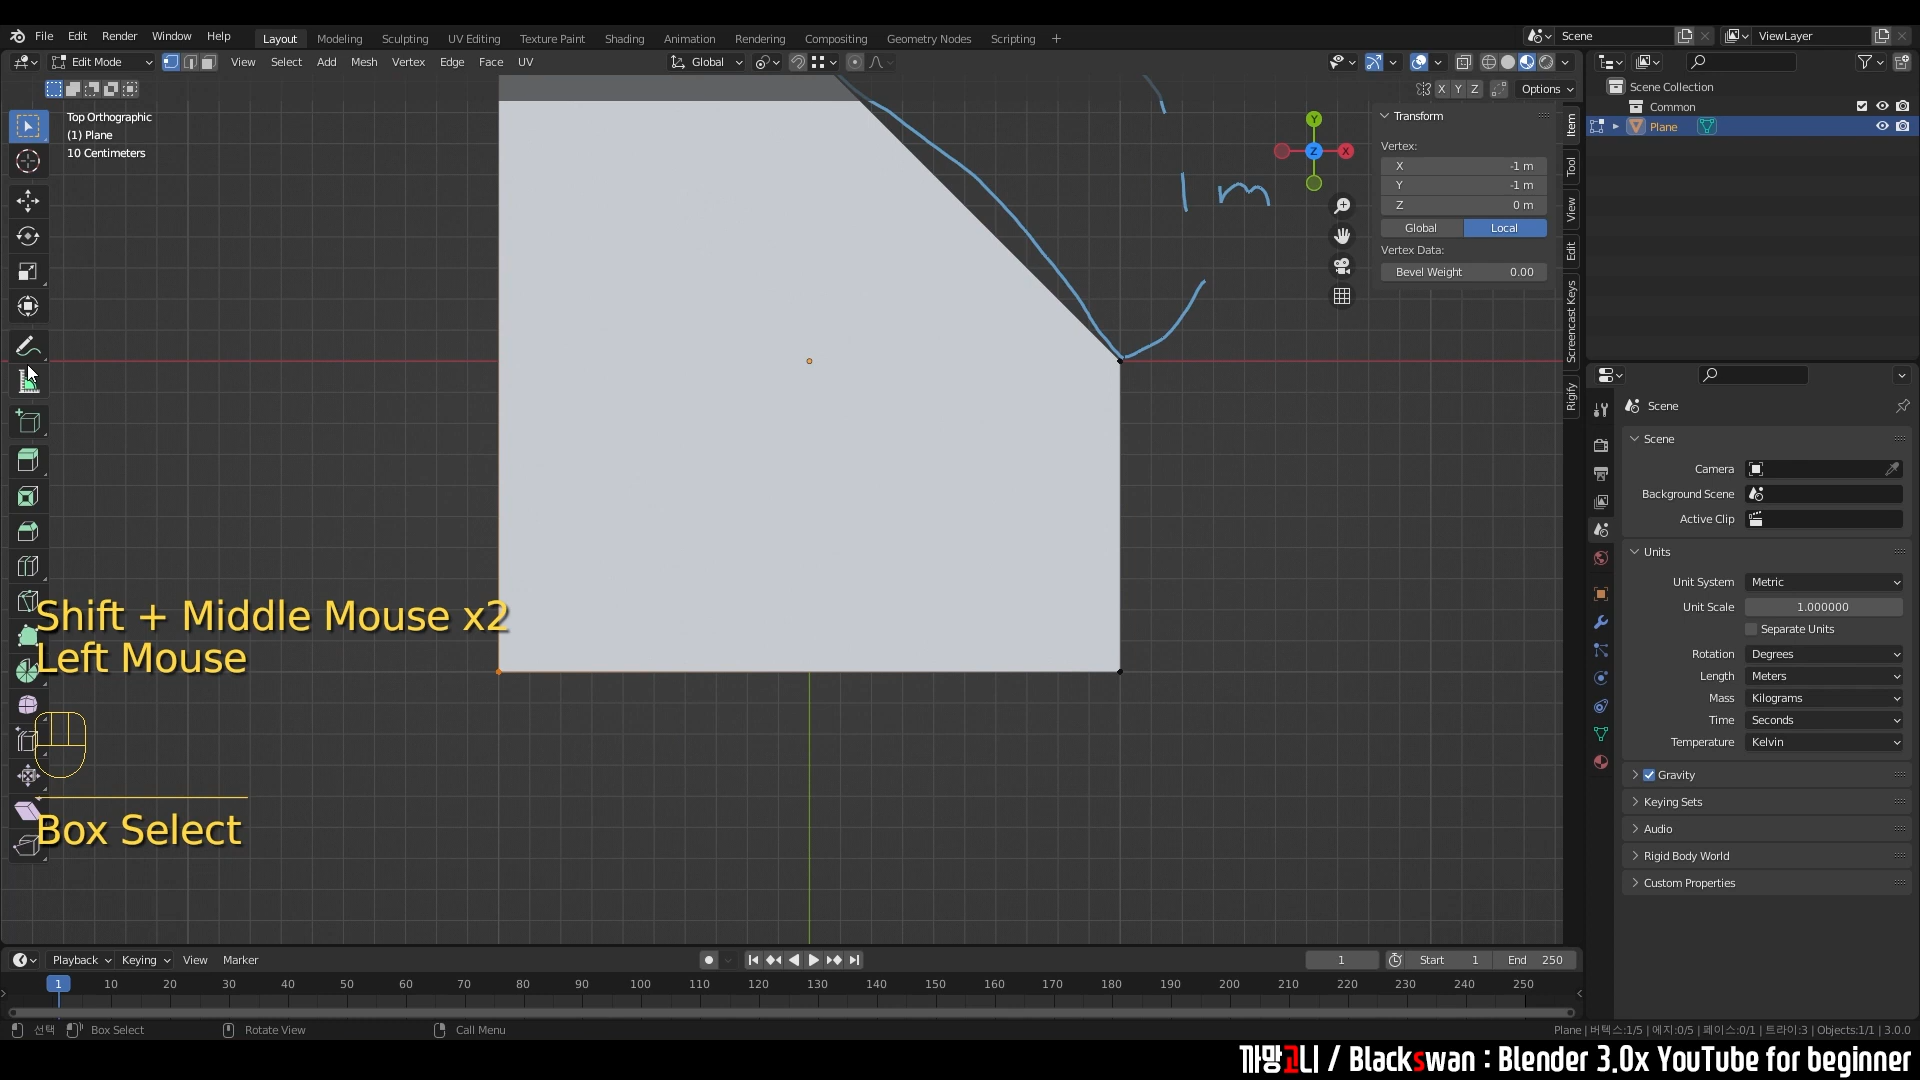 File Edit Render Window Help Layout Modeling Sculpting UV Editing Texture Paint Shading Animation Rendering Compositing Geometry Nodes Scripting + Scene ViewLayer
Edit Mode View Select Add Mesh Vertex Edge Face UV Global
X Y Z Options
Top Orthographic
(1) Plane
10 Centimeters
1 m
Y
Z
X
Transform
Vertex:
X -1 m
Y -1 m
Z 0 m
Global Local
Vertex Data:
Bevel Weight 0.00
Item
Tool
View
Edit
Screencast Keys
Rigify
Scene Collection
Common
Plane
Scene
Scene
Camera
Background Scene
Active Clip
Units
Unit System Metric
Unit Scale 1.000000
Separate Units
Rotation Degrees
Length Meters
Mass Kilograms
Time Seconds
Temperature Kelvin
Gravity
Keying Sets
Audio
Rigid Body World
Custom Properties
Shift + Middle Mouse x2
Left Mouse
Box Select
Playback Keying View Marker 1 Start 1 End 250
1 10 20 30 40 50 60 70 80 90 100 110 120 130 140 150 160 170 180 190 200 210 220 230 240 250
선택 Box Select Rotate View Call Menu Plane | 버텍스:1/5 | 에지:0/5 | 페이스:0/1 | 트라이:3 | Objects:1/1 | 3.0.0
까망고니 / Blackswan : Blender 3.0x YouTube for beginner